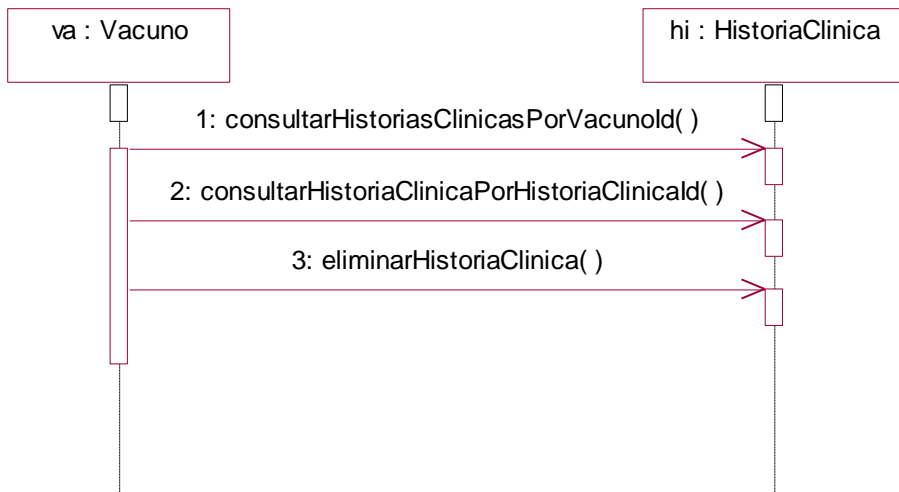 va : Vacuno
hi : HistoriaClinica
1: consultarHistoriasClinicasPorVacunoId( )
2: consultarHistoriaClinicaPorHistoriaClinicaId( )
3: eliminarHistoriaClinica( )